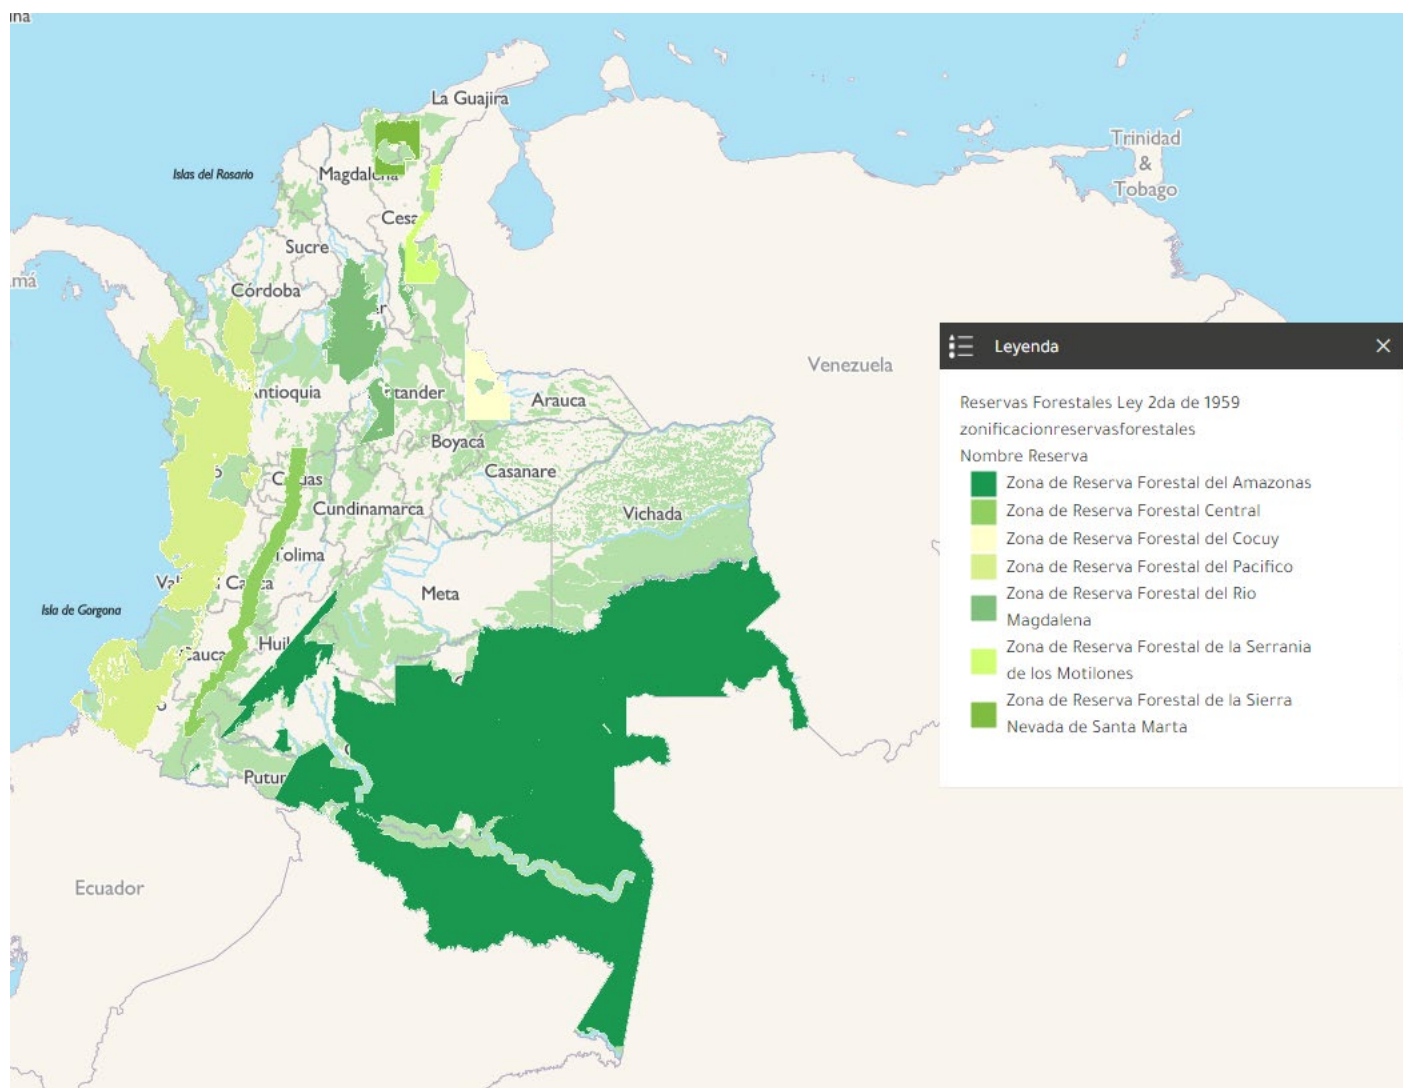 La Guajira
Trinidad
&
Tobago
Islas del Rosario
Magdalena
Sucre
Córdoba
Venezuela
Arauca
Boyacá
Casanare
Cundinamarca
Vichada
Tolima
Meta
Isla de Gorgona
Cauca
Ecuador
Leyenda
Reservas Forestales Ley 2da de 1959
zonificacionreservasforestales
Nombre Reserva
Zona de Reserva Forestal del Amazonas
Zona de Reserva Forestal Central
Zona de Reserva Forestal del Cocuy
Zona de Reserva Forestal del Pacifico
Zona de Reserva Forestal del Rio
Magdalena
Zona de Reserva Forestal de la Serrania
de los Motilones
Zona de Reserva Forestal de la Sierra
Nevada de Santa Marta